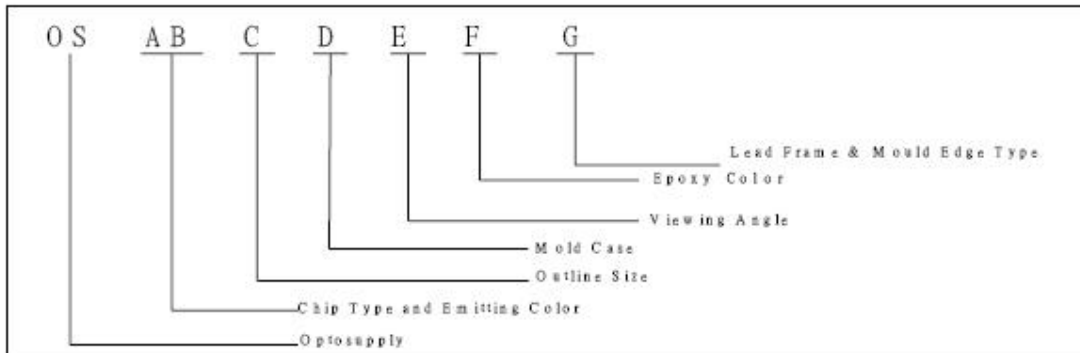 OS AB C D E F G
Lead Frame & Mould Edge Type
Epoxy Color
Viewing Angle
Mold Case
Outline Size
Chip Type and Emitting Color
Optosupply